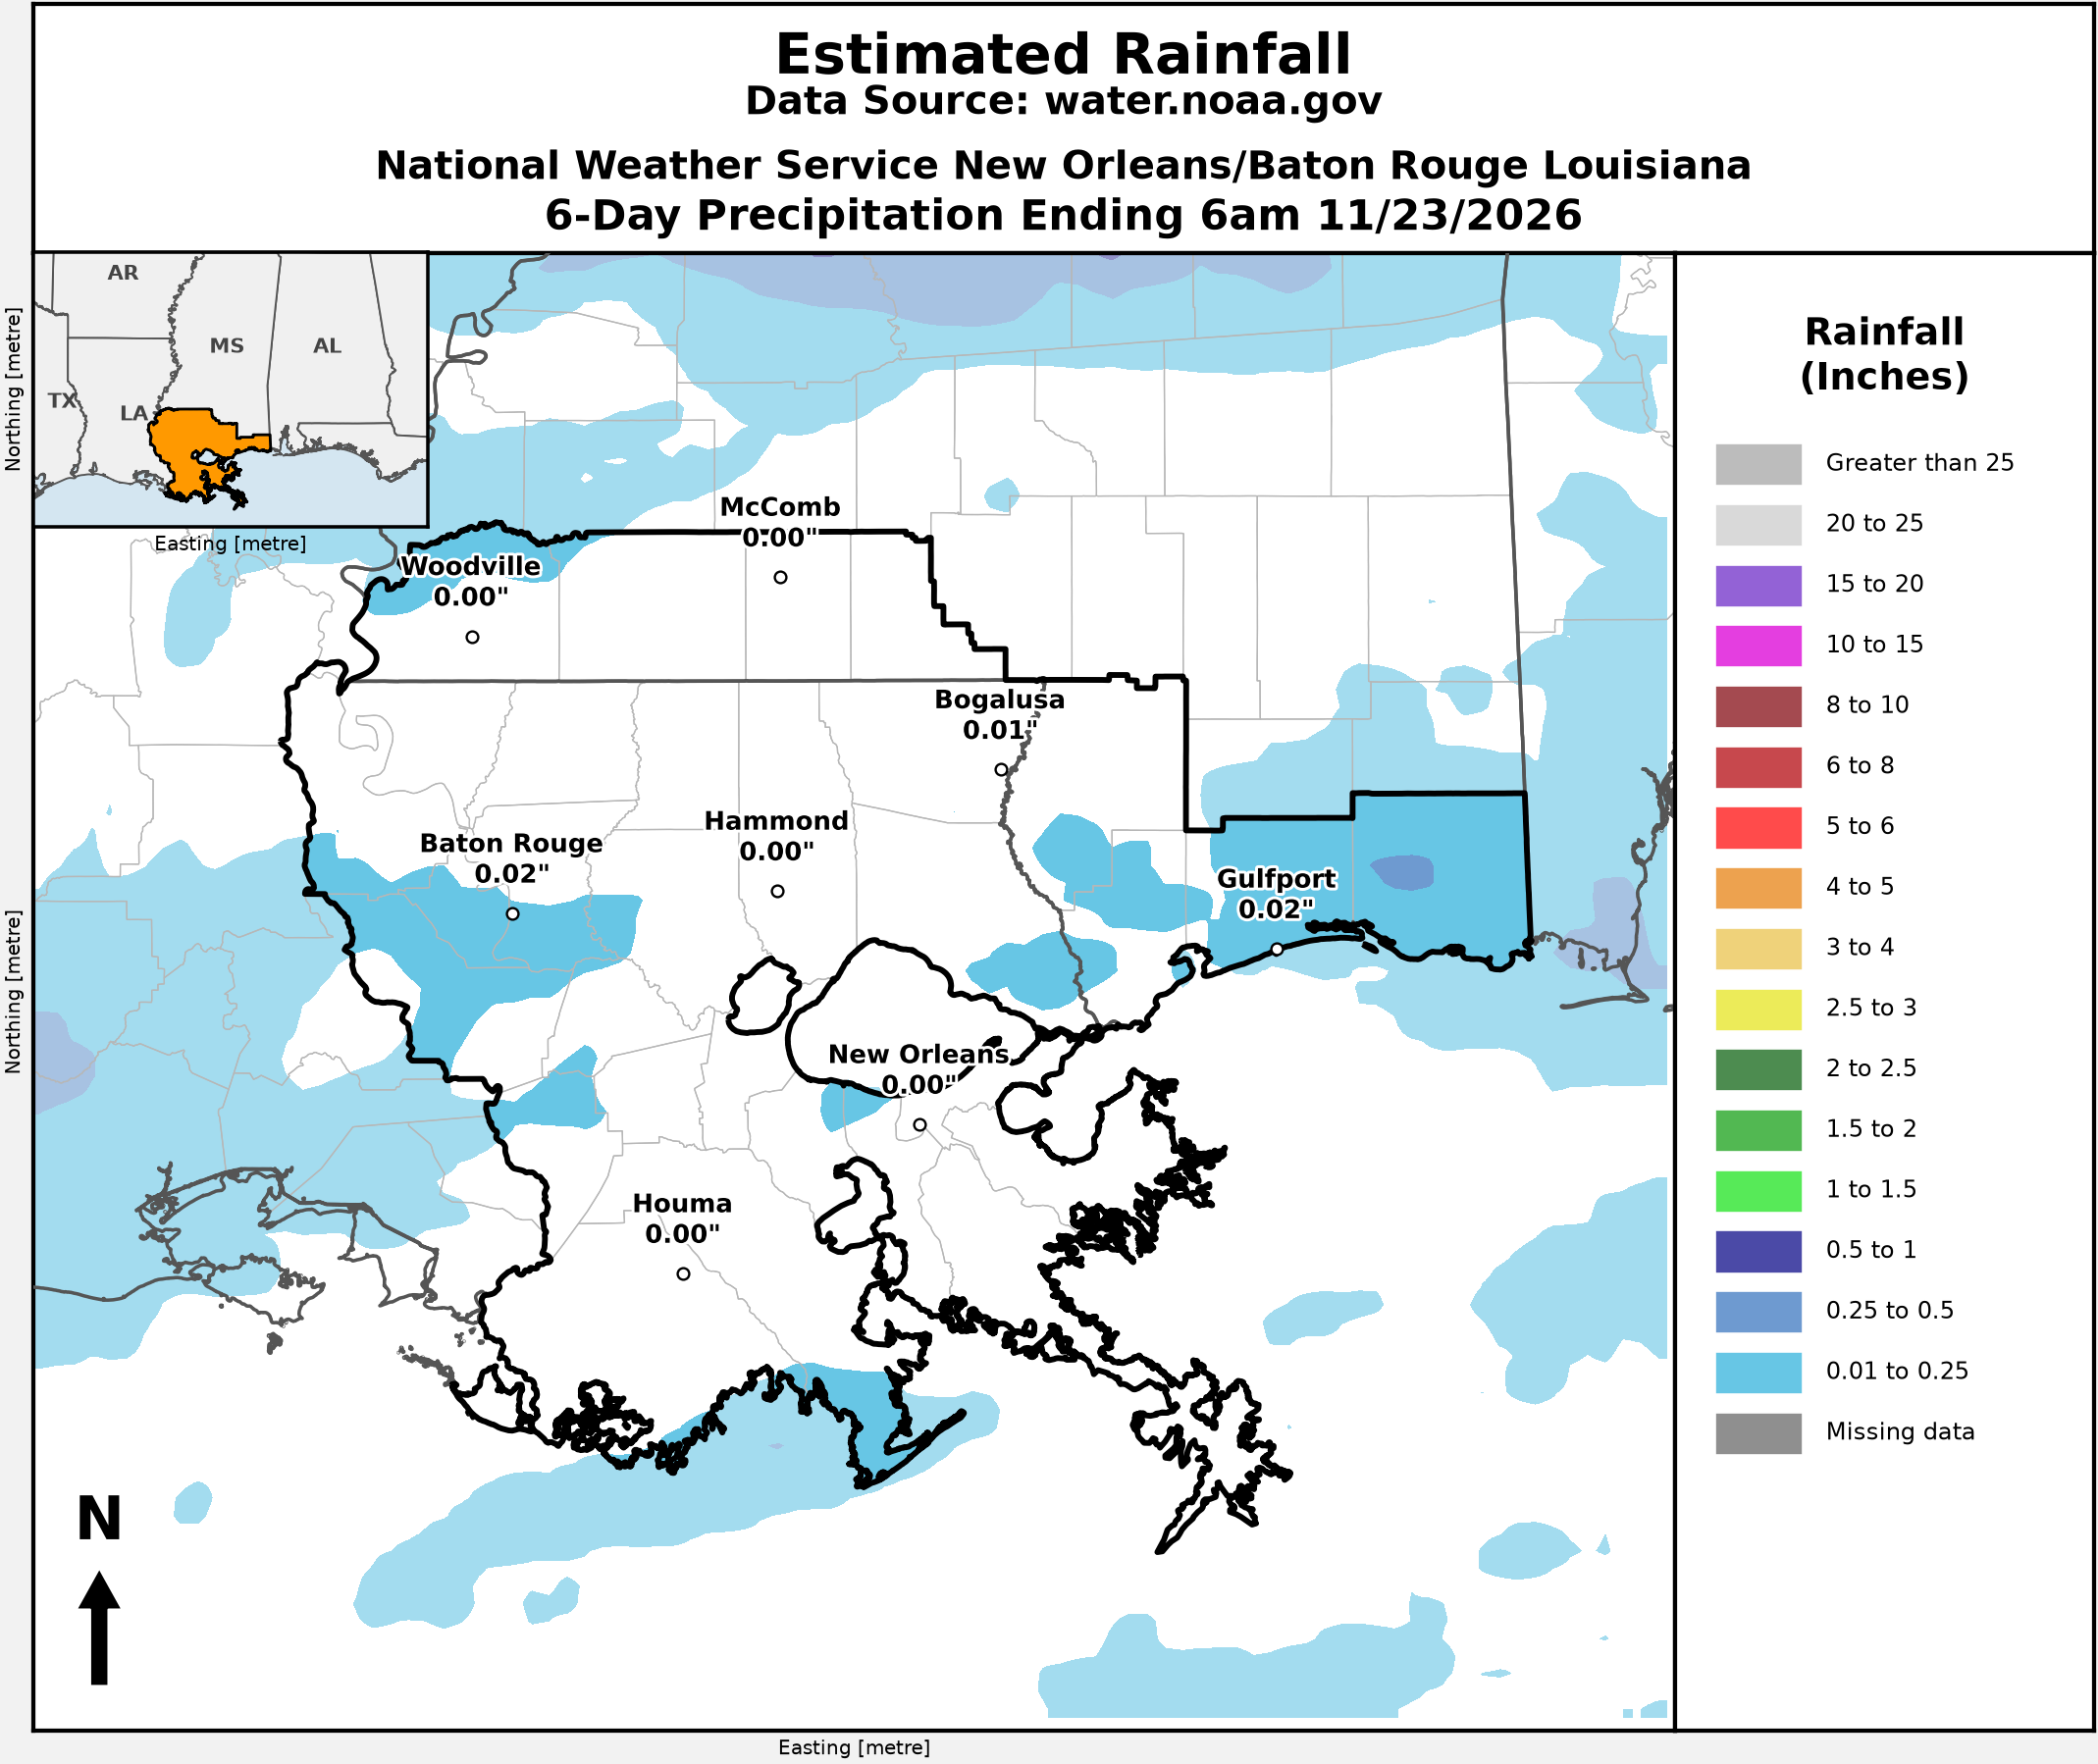 Estimated Rainfall
Data Source: water.noaa.gov
National Weather Service New Orleans/Baton Rouge Louisiana
6-Day Precipitation Ending 6am 11/23/2026
Northing [metre]
AR
MS
AL
TX
LA
Easting [metre]
McComb
0.00"
Woodville
0.00"
Bogalusa
0.01"
Hammond
0.00"
Baton Rouge
0.02"
Gulfport
0.02"
New Orleans
0.00"
Houma
0.00"
N
Northing [metre]
Easting [metre]
Rainfall
(Inches)
Greater than 25
20 to 25
15 to 20
10 to 15
8 to 10
6 to 8
5 to 6
4 to 5
3 to 4
2.5 to 3
2 to 2.5
1.5 to 2
1 to 1.5
0.5 to 1
0.25 to 0.5
0.01 to 0.25
Missing data